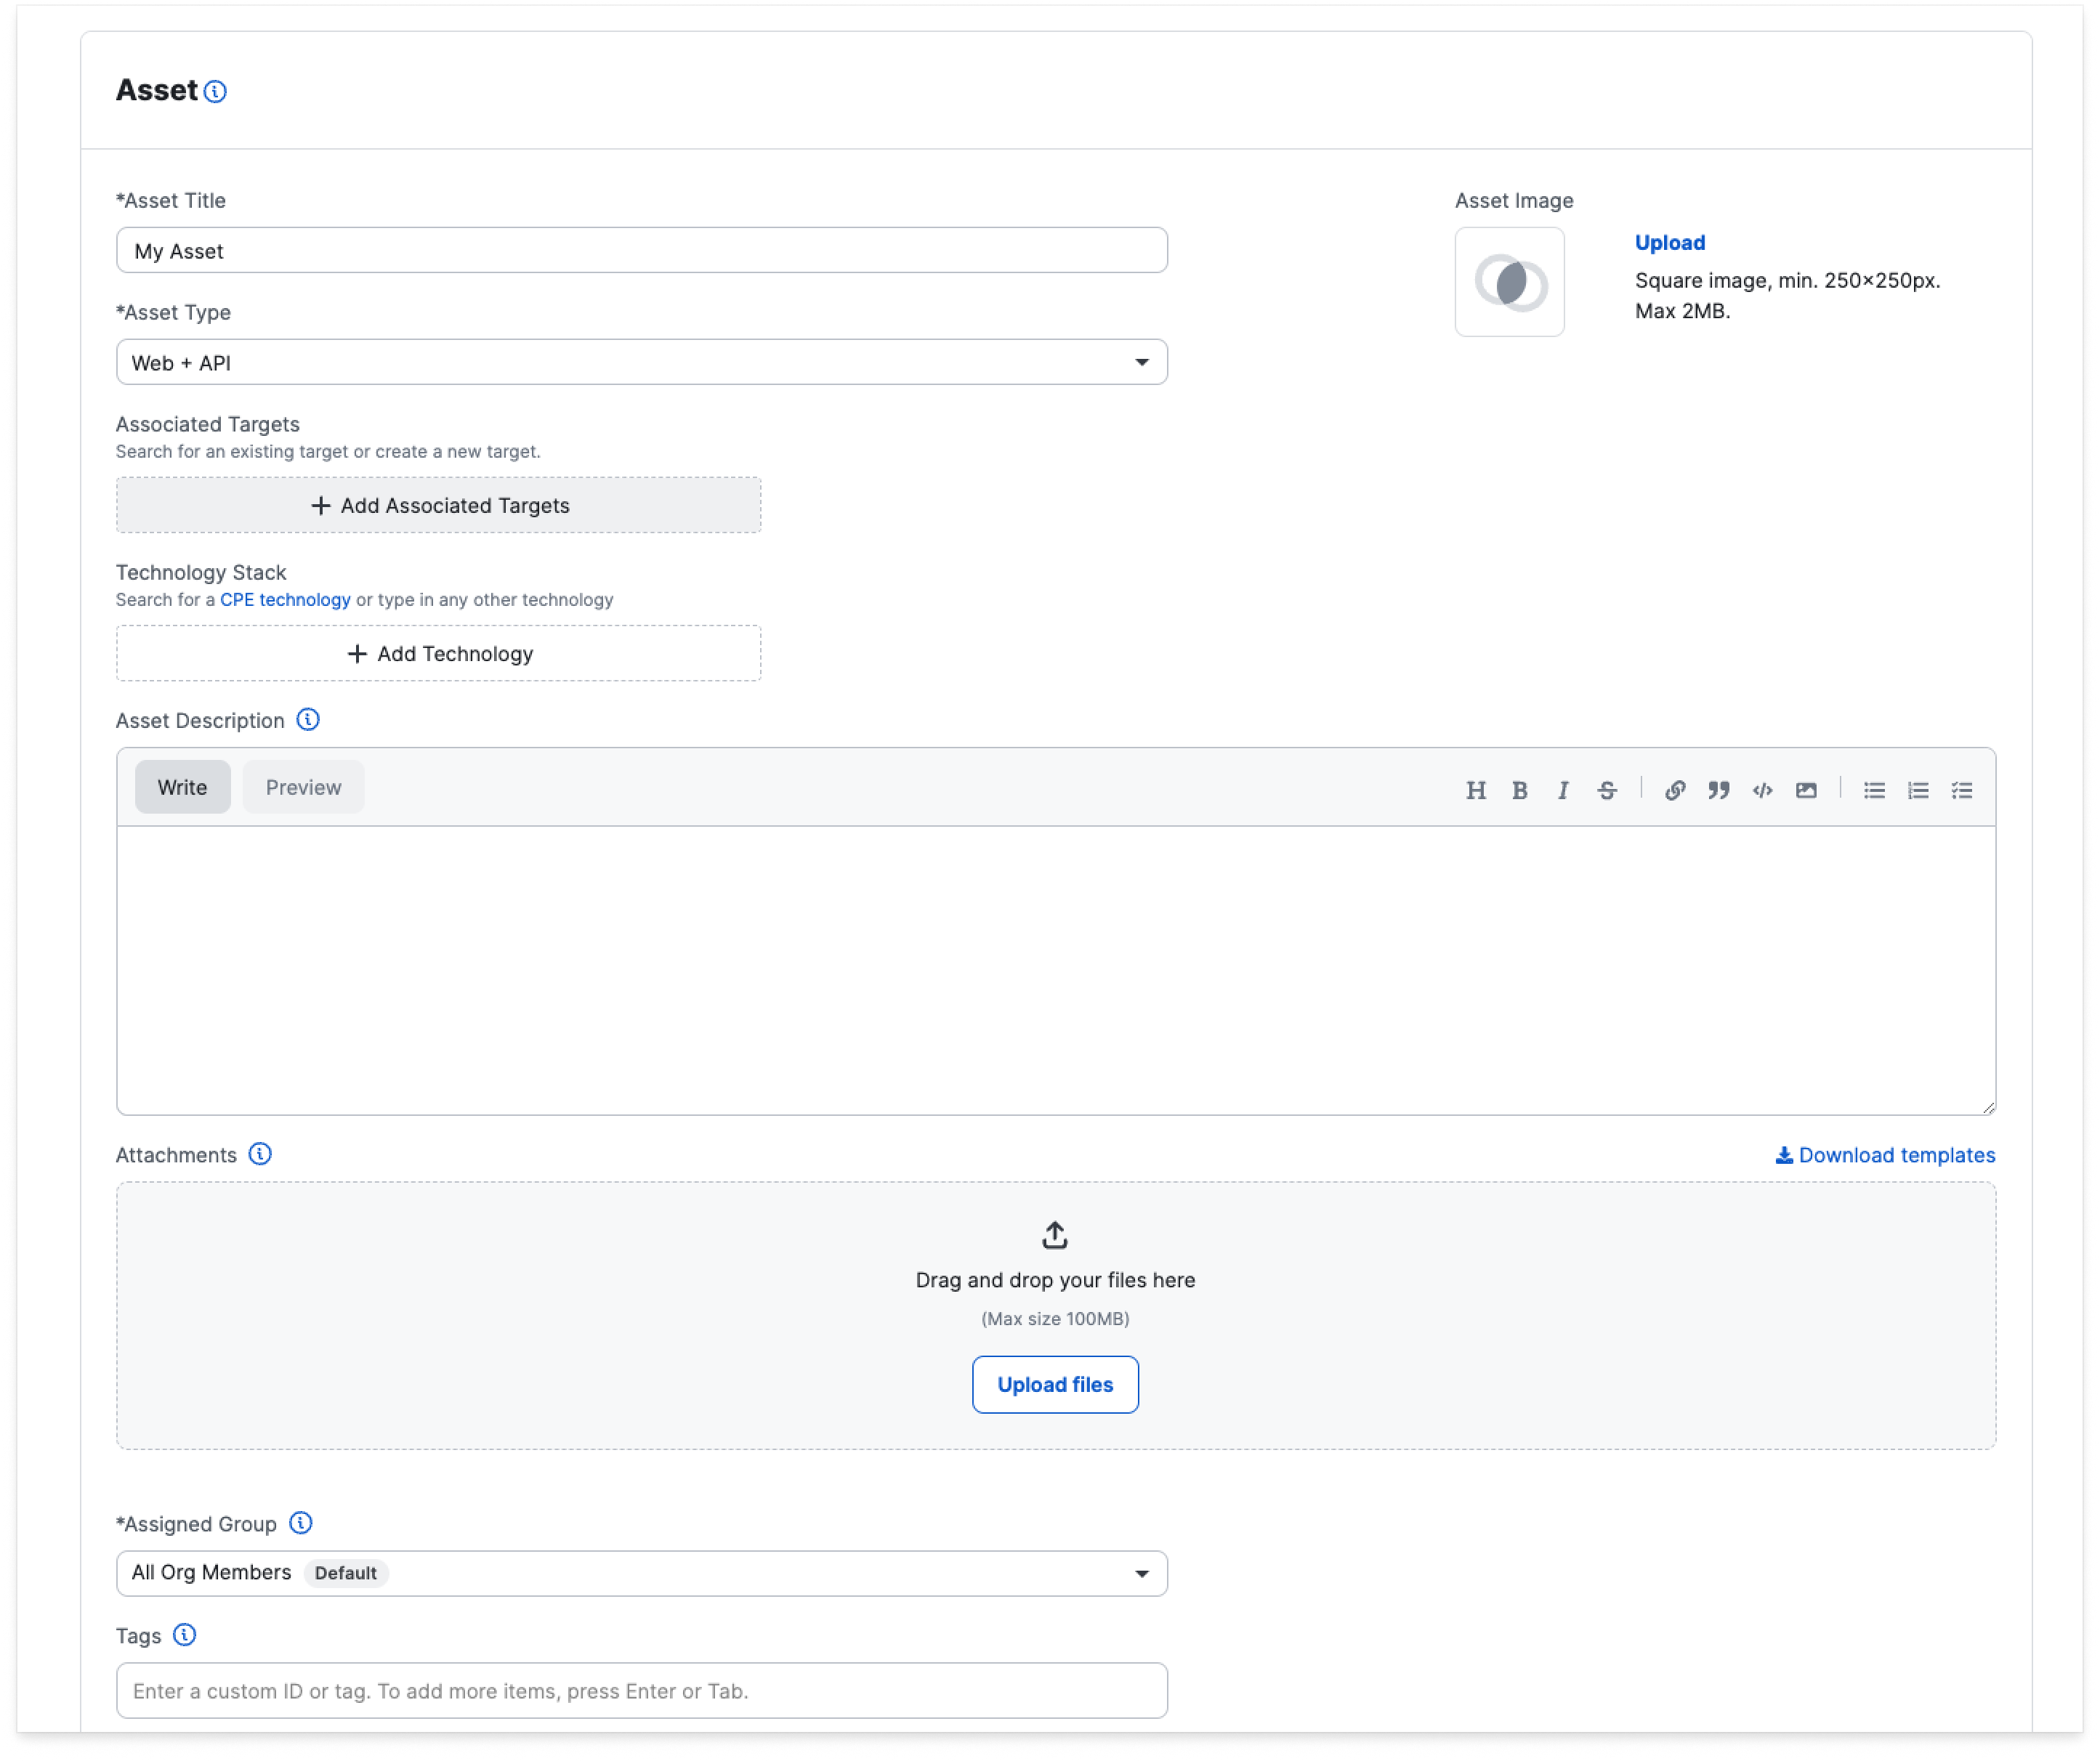 Asset
*Asset Title
My Asset
Asset Image
Upload
Square image, min. 250×250px.
Max 2MB.
*Asset Type
Web + API
Associated Targets
Search for an existing target or create a new target.
+ Add Associated Targets
Technology Stack
Search for a CPE technology or type in any other technology
+ Add Technology
Asset Description
Write Preview
Attachments
Download templates
Drag and drop your files here
(Max size 100MB)
Upload files
*Assigned Group
All Org Members Default
Tags
Enter a custom ID or tag. To add more items, press Enter or Tab.